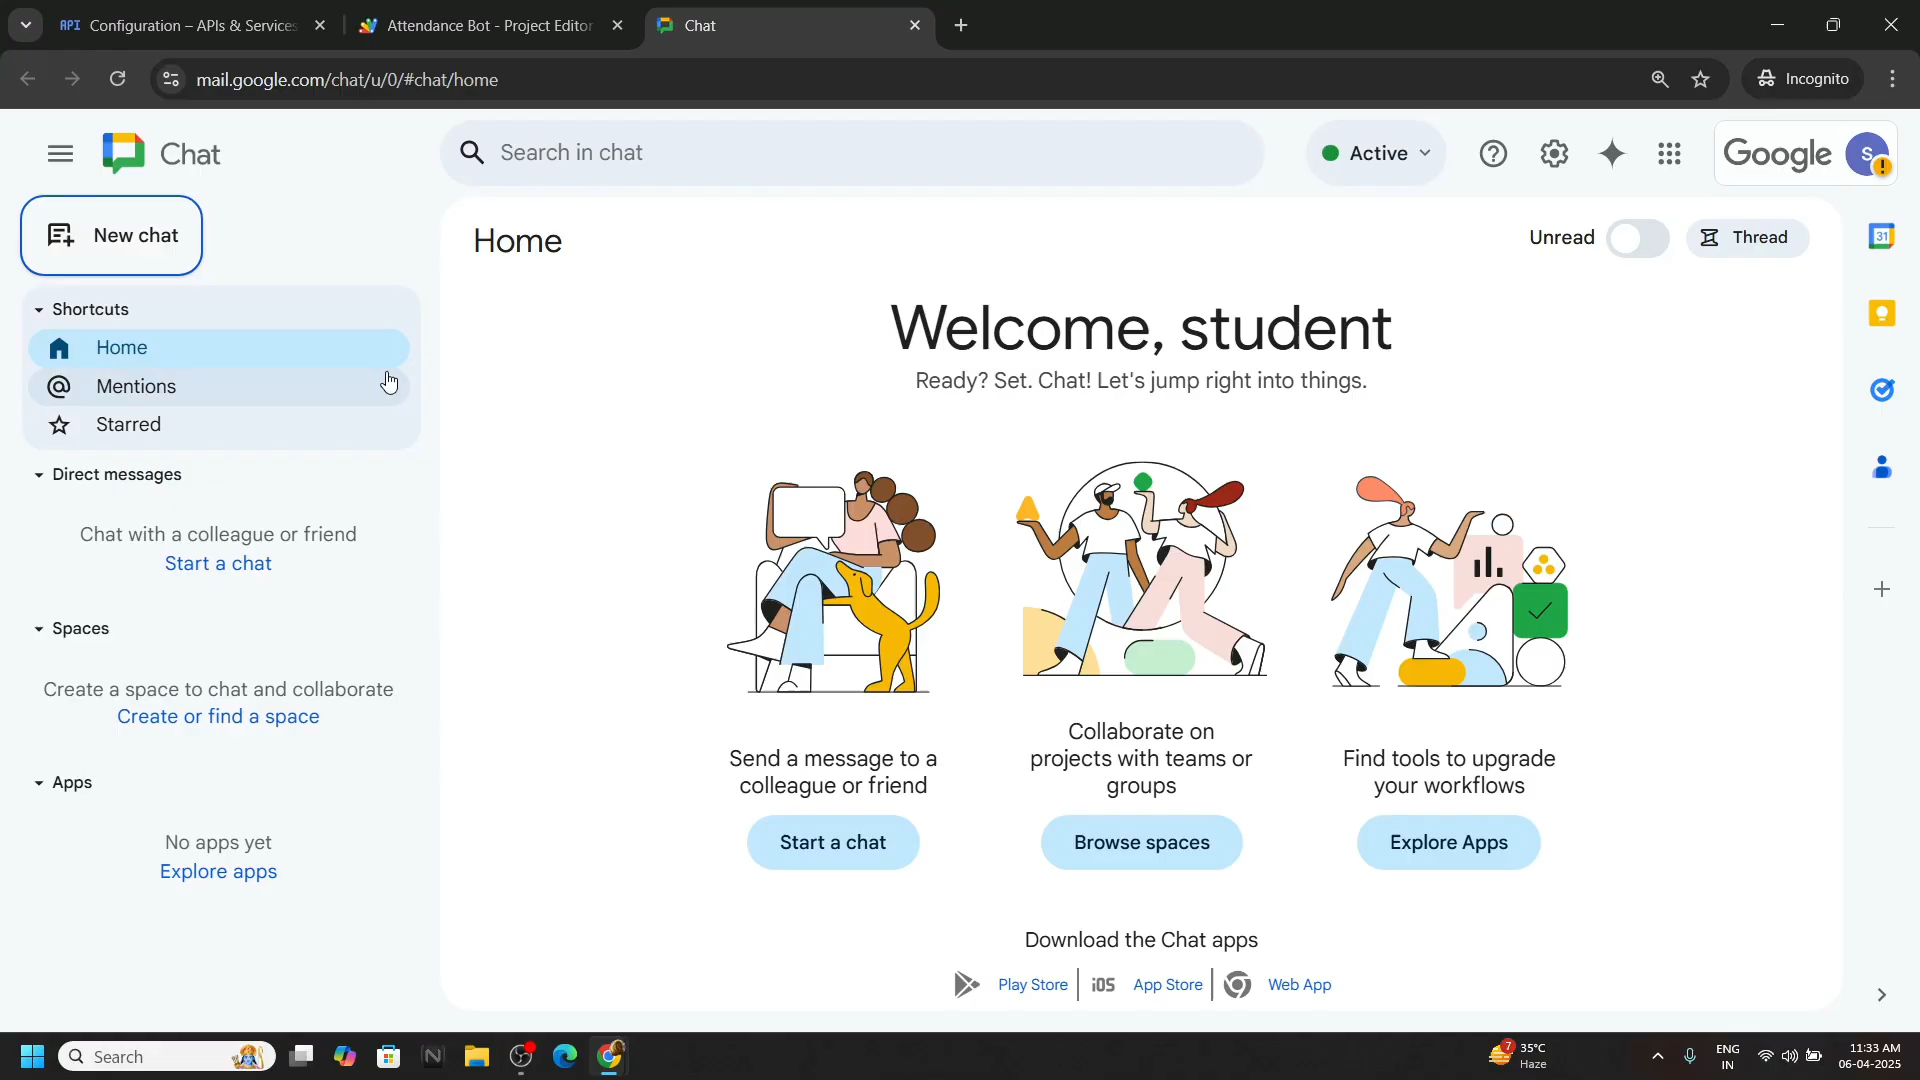 API Configuration – APIs & Services
Attendance Bot - Project Editor
Chat
mail.google.com/chat/u/0/#chat/home
Incognito
Chat
Search in chat
Active
Google
S
New chat
Home
Unread
Thread
31
Shortcuts
Home
Mentions
Starred
Welcome, student
Ready? Set. Chat! Let's jump right into things.
Direct messages
Chat with a colleague or friend
Start a chat
Spaces
Create a space to chat and collaborate
Create or find a space
Apps
No apps yet
Explore apps
Send a message to a
colleague or friend
Start a chat
Collaborate on
projects with teams or
groups
Browse spaces
Find tools to upgrade
your workflows
Explore Apps
Download the Chat apps
Play Store
iOS App Store
Web App
Search
7
35°C
Haze
ENG
IN
11:33 AM
06-04-2025